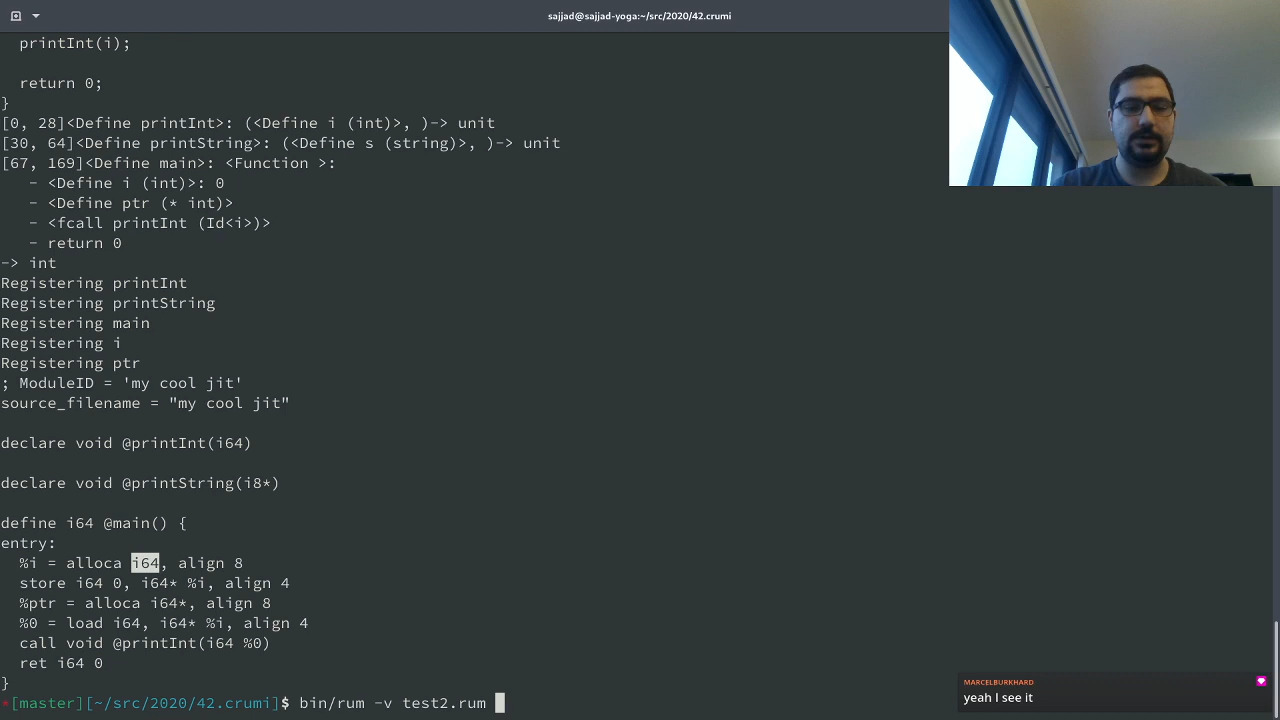 sajjad@sajjad-yoga:~/src/2020/42.crumi
printInt(i);
return 0;
}
[0, 28]<Define printInt>: (<Define i (int)>, )-> unit
[30, 64]<Define printString>: (<Define s (string)>, )-> unit
[67, 169]<Define main>: <Function >:
- <Define i (int)>: 0
- <Define ptr (* int)>
- <fcall printInt (Id<i>)>
- return 0
-> int
Registering printInt
Registering printString
Registering main
Registering i
Registering ptr
; ModuleID = 'my cool jit'
source_filename = "my cool jit"
declare void @printInt(i64)
declare void @printString(i8*)
define i64 @main() {
entry:
%i = alloca i64, align 8
store i64 0, i64* %i, align 4
%ptr = alloca i64*, align 8
%0 = load i64, i64* %i, align 4
call void @printInt(i64 %0)
ret i64 0
}
*[master][~/src/2020/42.crumi]$ bin/rum -v test2.rum
MARCELBURKHARD
yeah I see it